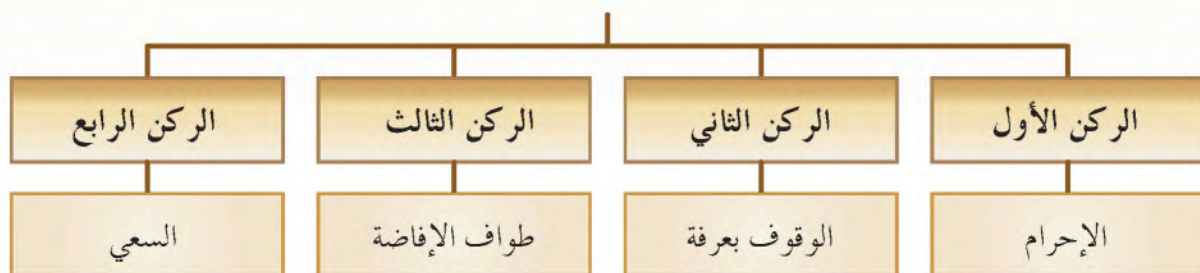 الركن الأول
الإحرام
الركن الثاني
الوقوف بعرفة
الركن الثالث
طواف الإفاضة
الركن الرابع
السعي